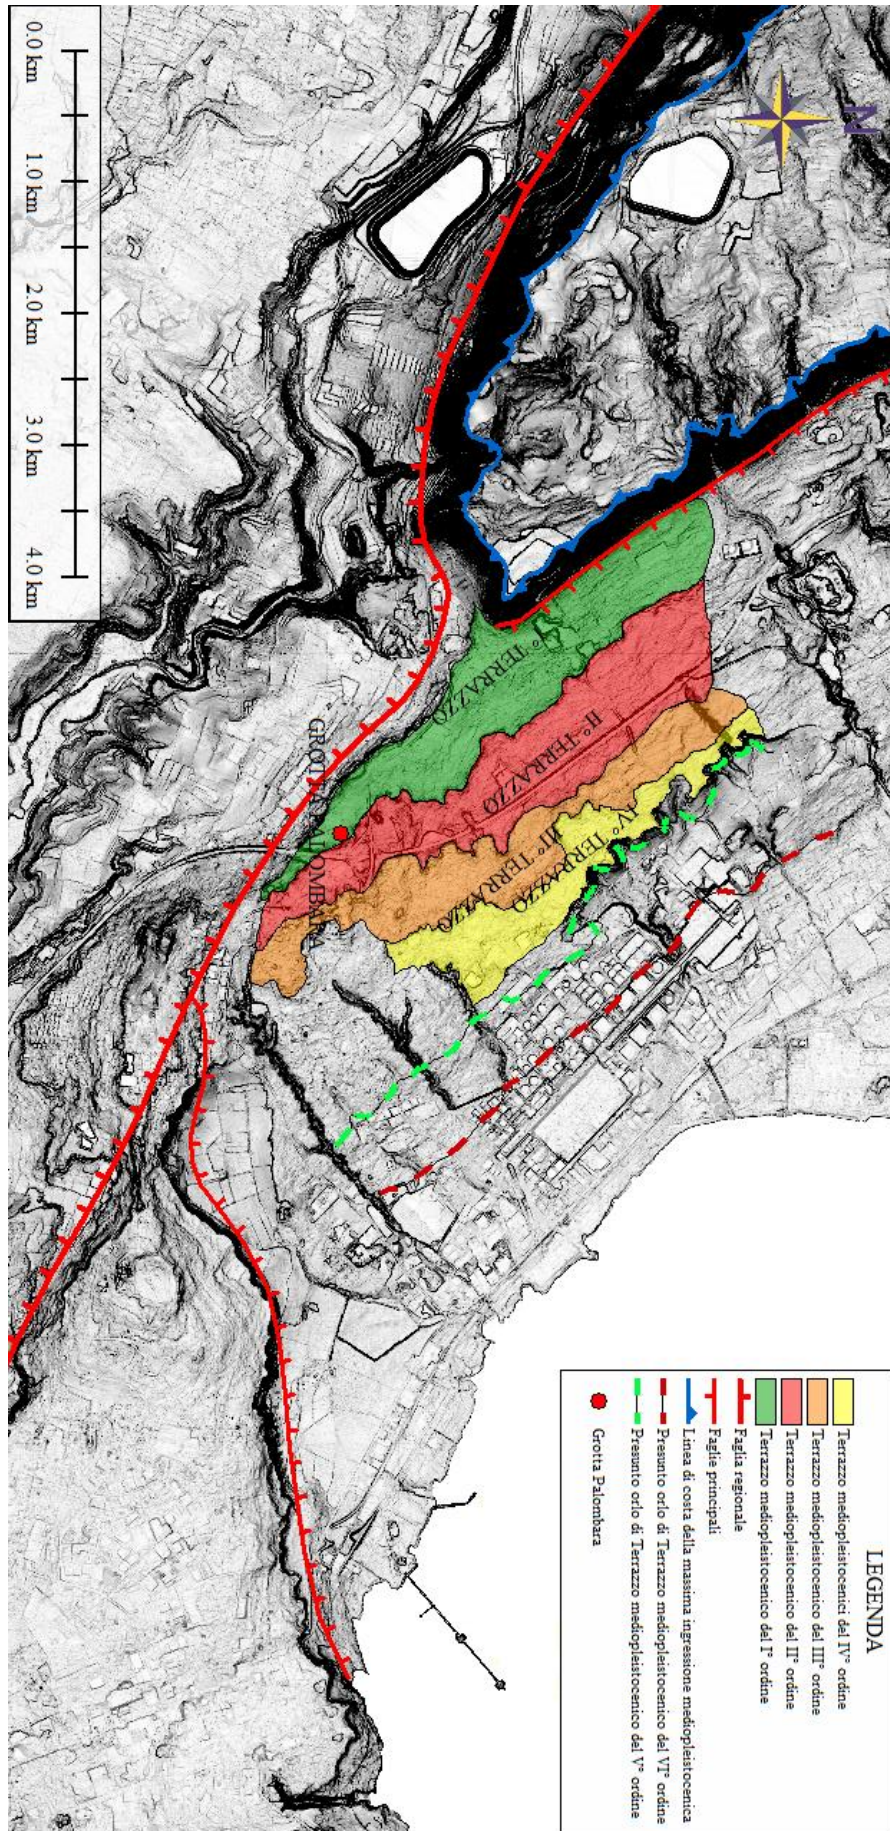 N
I° TERRAZZO
II° TERRAZZO
IV° TERRAZZO
III° TERRAZZO
GROTTA PALOMBARA
0.0 km 1.0 km 2.0 km 3.0 km 4.0 km
LEGENDA
Terrazzo mediopleistocenici del IV° ordine
Terrazzo mediopleistocenico del III° ordine
Terrazzo mediopleistocenico del II° ordine
Terrazzo mediopleistocenico del I° ordine
Faglia regionale
Faglie principali
Linea di costa della massima ingressione mediopleistocenica
Presunto orlo di Terrazzo mediopleistocenico del VI° ordine
Presunto orlo di Terrazzo mediopleistocenico del V° ordine
Grotta Palombara